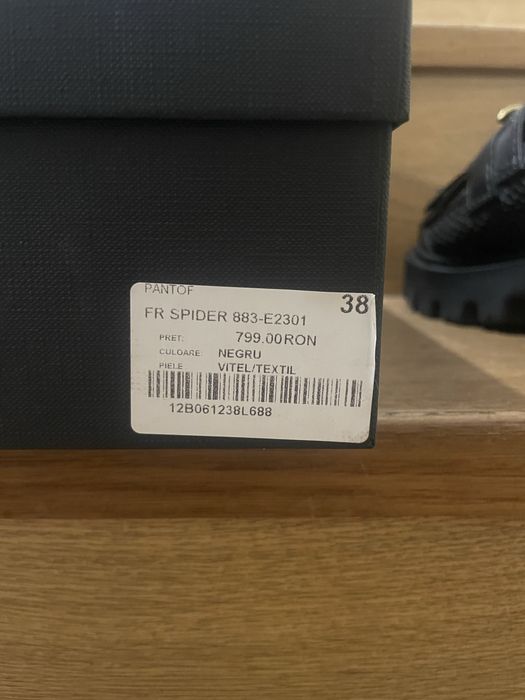 PANTOF
38
FR SPIDER 883-E2301
PRET: 799.00RON
CULOARE: NEGRU
PIELE VITEL/TEXTIL
12B061238L688